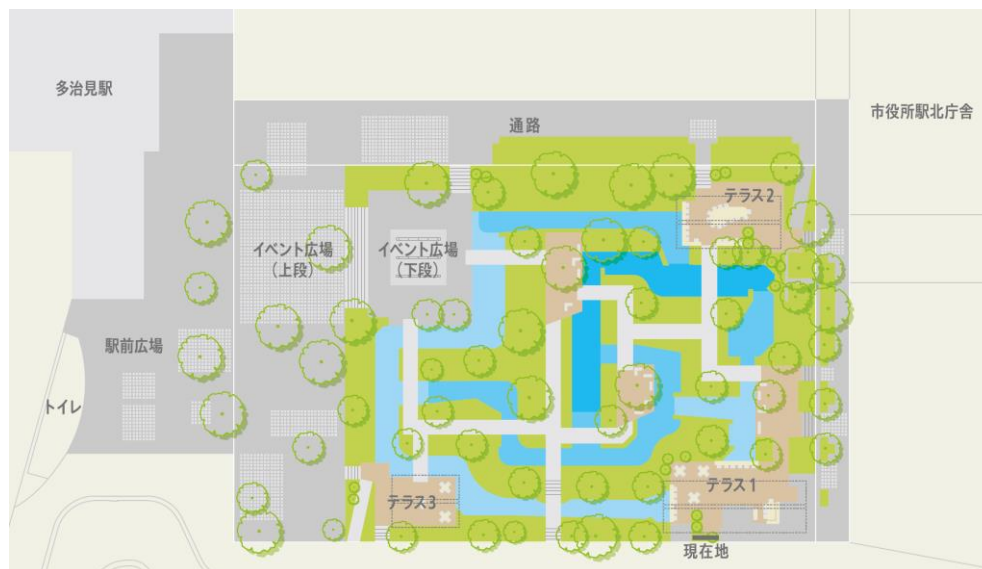 多治見駅
通路
市役所駅北庁舎
テラス2
イベント広場
(上段)
イベント広場
(下段)
駅前広場
トイレ
テラス1
テラス3
現在地